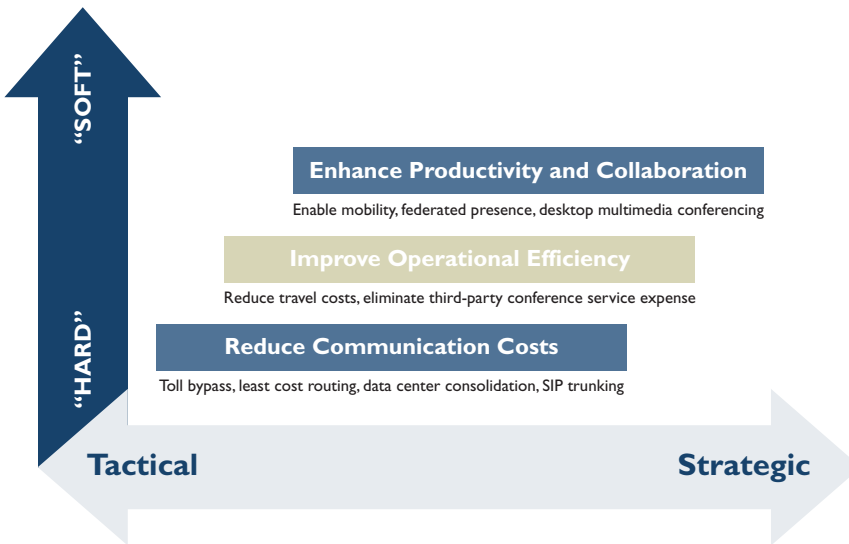 “SOFT”
Enhance Productivity and Collaboration
Enable mobility, federated presence, desktop multimedia conferencing
Improve Operational Efficiency
Reduce travel costs, eliminate third-party conference service expense
“HARD”
Reduce Communication Costs
Toll bypass, least cost routing, data center consolidation, SIP trunking
Tactical
Strategic